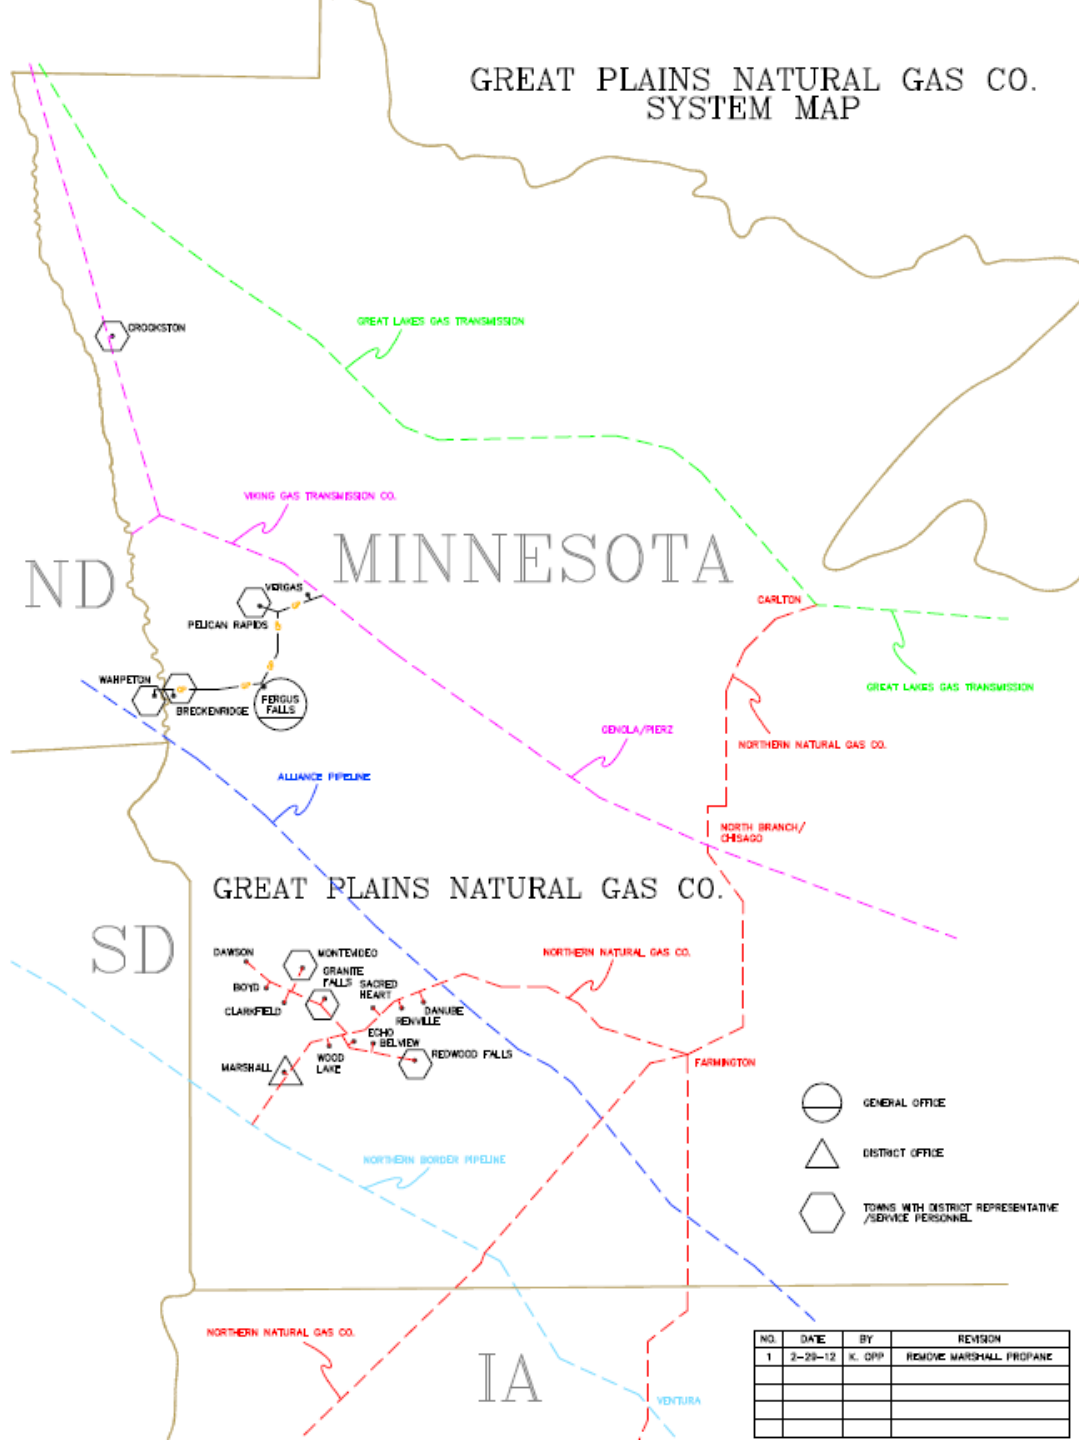 GREAT PLAINS NATURAL GAS CO.
SYSTEM MAP
GREAT LAKES GAS TRANSMISSION
CROOKSTON
VIKING GAS TRANSMISSION CO.
MINNESOTA
ND
VERGAS
CARLTON
PELICAN RAPIDS
WAHPETON
GREAT LAKES GAS TRANSMISSION
FERGUS
FALLS
BRECKENRIDGE
GENOLA/PIERZ
NORTHERN NATURAL GAS CO.
ALLIANCE PIPELINE
NORTH BRANCH/
CHISAGO
GREAT PLAINS NATURAL GAS CO.
SD
DAWSON
MONTEVIDEO
NORTHERN NATURAL GAS CO.
GRANITE
FALLS
BOYD
SACRED
HEART
CLARKFIELD
DANUBE
RENVILLE
ECHO
BELVIEW
WOOD
LAKE
REDWOOD FALLS
MARSHALL
FARMINGTON
GENERAL OFFICE
DISTRICT OFFICE
NORTHERN BORDER PIPELINE
TOWNS WITH DISTRICT REPRESENTATIVE
/SERVICE PERSONNEL
NORTHERN NATURAL GAS CO.
IA
VENTURA
NO. DATE BY REVISION
1 2-29-12 K. OPP REMOVE MARSHALL PROPANE